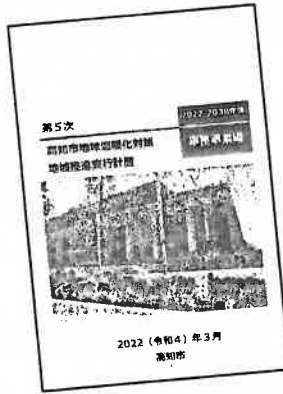 第5次
2022-2030年度
高知市地球温暖化対策
地域推進実行計画
2022（令和4）年3月
高知市